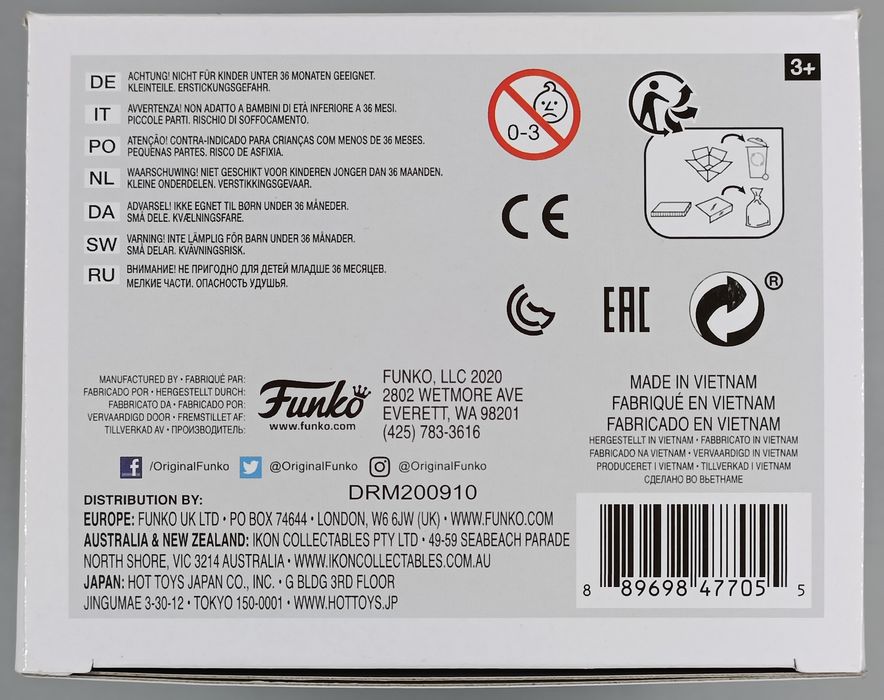 3+
DE ACHTUNG! NICHT FÜR KINDER UNTER 36 MONATEN GEEIGNET.
KLEINTEILE. ERSTICKUNGSGEFAHR.
IT AVVERTENZA! NON ADATTO A BAMBINI DI ETÀ INFERIORE A 36 MESI.
PICCOLE PARTI. RISCHIO DI SOFFOCAMENTO.
PO ATENÇÃO! CONTRA-INDICADO PARA CRIANÇAS COM MENOS DE 36 MESES.
PEQUENAS PARTES. RISCO DE ASFIXIA.
NL WAARSCHUWING! NIET GESCHIKT VOOR KINDEREN JONGER DAN 36 MAANDEN.
KLEINE ONDERDELEN. VERSTIKKINGSGEVAAR.
DA ADVARSEL! IKKE EGNET TIL BØRN UNDER 36 MÅNEDER.
SMÅ DELE. KVÆLNINGSFARE.
SW VARNING! INTE LÄMPLIG FÖR BARN UNDER 36 MÅNADER.
SMÅ DELAR. KVÄVNINGSRISK.
RU ВНИМАНИЕ! НЕ ПРИГОДНО ДЛЯ ДЕТЕЙ МЛАДШЕ 36 МЕСЯЦЕВ.
МЕЛКИЕ ЧАСТИ. ОПАСНОСТЬ УДУШЬЯ.
0-3
CE
EAC
®
MANUFACTURED BY • FABRIQUÉ PAR:
FABRICADO POR • HERGESTELLT DURCH:
FABBRICATO DA • FABRICADO POR:
VERVAARDIGD DOOR • FREMSTILLET AF:
TILLVERKAD AV • ПРОИЗВОДИТЕЛЬ:
Funko
www.funko.com
FUNKO, LLC 2020
2802 WETMORE AVE
EVERETT, WA 98201
(425) 783-3616
MADE IN VIETNAM
FABRIQUÉ EN VIETNAM
FABRICADO EN VIETNAM
HERGESTELLT IN VIETNAM • FABBRICATO IN VIETNAM
FABRICADO NA VIETNAM • VERVAARDIGD IN VIETNAM
PRODUCERET I VIETNAM • TILLVERKAD I VIETNAM
СДЕЛАНО ВО ВЬЕТНАМЕ
/OriginalFunko @OriginalFunko @OriginalFunko
DRM200910
DISTRIBUTION BY:
EUROPE: FUNKO UK LTD • PO BOX 74644 • LONDON, W6 6JW (UK) • WWW.FUNKO.COM
AUSTRALIA & NEW ZEALAND: IKON COLLECTABLES PTY LTD • 49-59 SEABEACH PARADE
NORTH SHORE, VIC 3214 AUSTRALIA • WWW.IKONCOLLECTABLES.COM.AU
JAPAN: HOT TOYS JAPAN CO., INC. • G BLDG 3RD FLOOR
JINGUMAE 3-30-12 • TOKYO 150-0001 • WWW.HOTTOYS.JP
8 89698 47705 5